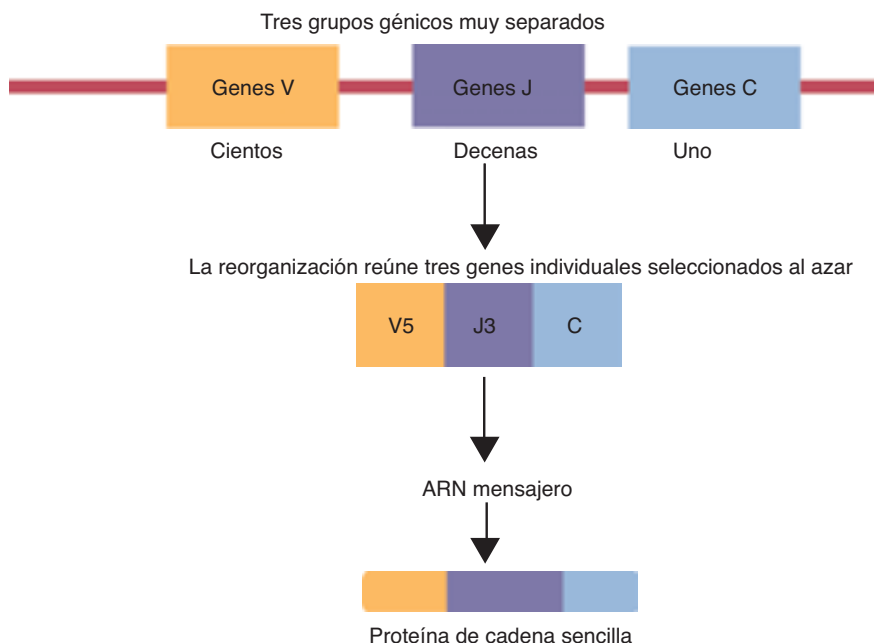 Tres grupos génicos muy separados
Genes V
Genes J
Genes C
Cientos
Decenas
Uno
La reorganización reúne tres genes individuales seleccionados al azar
V5
J3
C
ARN mensajero
Proteína de cadena sencilla